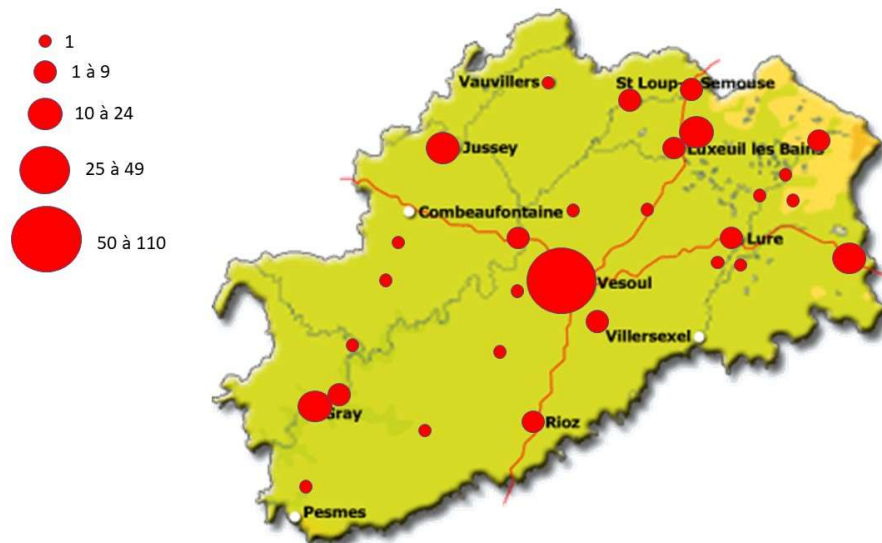 1
1 à 9
10 à 24
25 à 49
50 à 110
Vauvillers
St Loup- Semouse
Jussey
Luxeuil les Bains
Combeaufontaine
Lure
Vesoul
Villersexel
Gray
Rioz
Pesmes